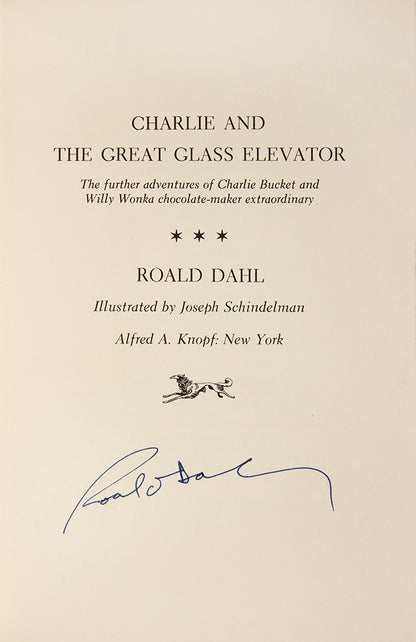 CHARLIE AND
THE GREAT GLASS ELEVATOR
The further adventures of Charlie Bucket and
Willy Wonka chocolate-maker extraordinary
★ ★ ★
ROALD DAHL
Illustrated by Joseph Schindelman
Alfred A. Knopf: New York
Roald Dahl